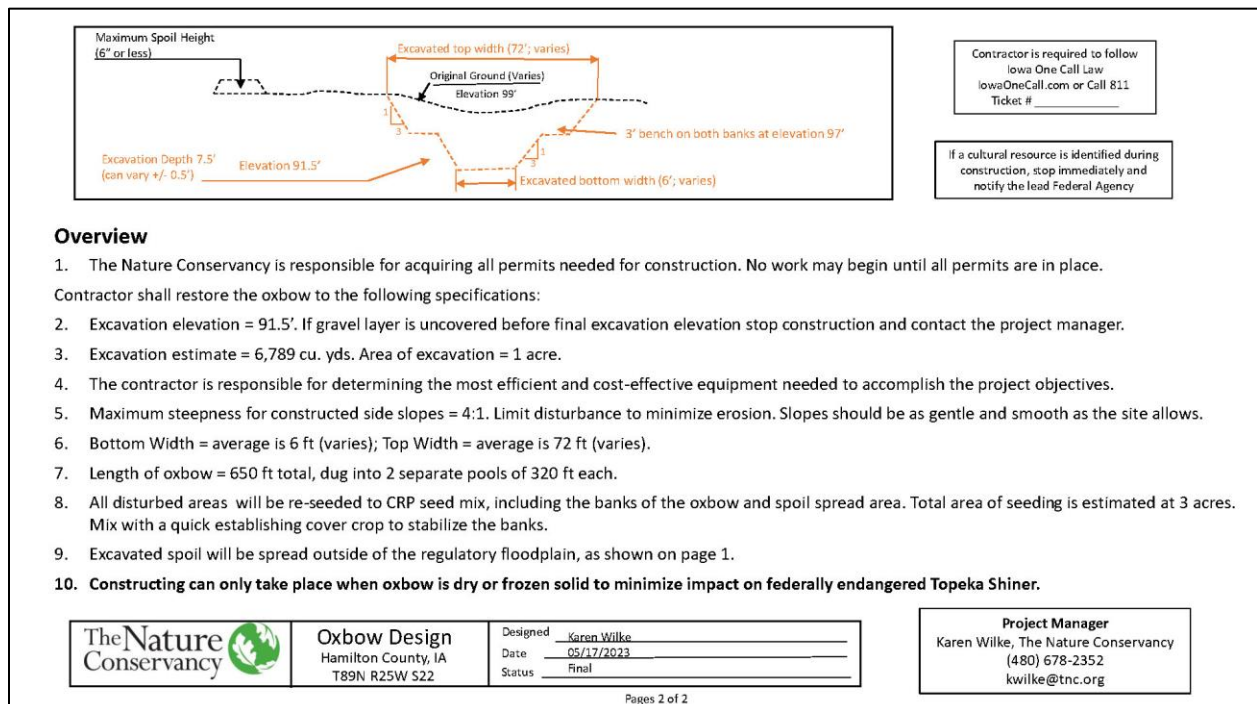 Maximum Spoil Height
(6" or less)
Excavated top width (72'; varies)
Original Ground (Varies)
Elevation 99'
1
3
3' bench on both banks at elevation 97'
1
3
Excavation Depth 7.5'
(can vary +/- 0.5')
Elevation 91.5'
Excavated bottom width (6'; varies)
Contractor is required to follow
Iowa One Call Law
IowaOneCall.com or Call 811
Ticket # ______________
If a cultural resource is identified during
construction, stop immediately and
notify the lead Federal Agency
Overview
1. The Nature Conservancy is responsible for acquiring all permits needed for construction. No work may begin until all permits are in place.
Contractor shall restore the oxbow to the following specifications:
2. Excavation elevation = 91.5'. If gravel layer is uncovered before final excavation elevation stop construction and contact the project manager.
3. Excavation estimate = 6,789 cu. yds. Area of excavation = 1 acre.
4. The contractor is responsible for determining the most efficient and cost-effective equipment needed to accomplish the project objectives.
5. Maximum steepness for constructed side slopes = 4:1. Limit disturbance to minimize erosion. Slopes should be as gentle and smooth as the site allows.
6. Bottom Width = average is 6 ft (varies); Top Width = average is 72 ft (varies).
7. Length of oxbow = 650 ft total, dug into 2 separate pools of 320 ft each.
8. All disturbed areas will be re-seeded to CRP seed mix, including the banks of the oxbow and spoil spread area. Total area of seeding is estimated at 3 acres.
Mix with a quick establishing cover crop to stabilize the banks.
9. Excavated spoil will be spread outside of the regulatory floodplain, as shown on page 1.
10. Constructing can only take place when oxbow is dry or frozen solid to minimize impact on federally endangered Topeka Shiner.
The Nature
Conservancy
Oxbow Design
Hamilton County, IA
T89N R25W S22
Designed Karen Wilke
Date 05/17/2023
Status Final
Project Manager
Karen Wilke, The Nature Conservancy
(480) 678-2352
kwilke@tnc.org
Pages 2 of 2